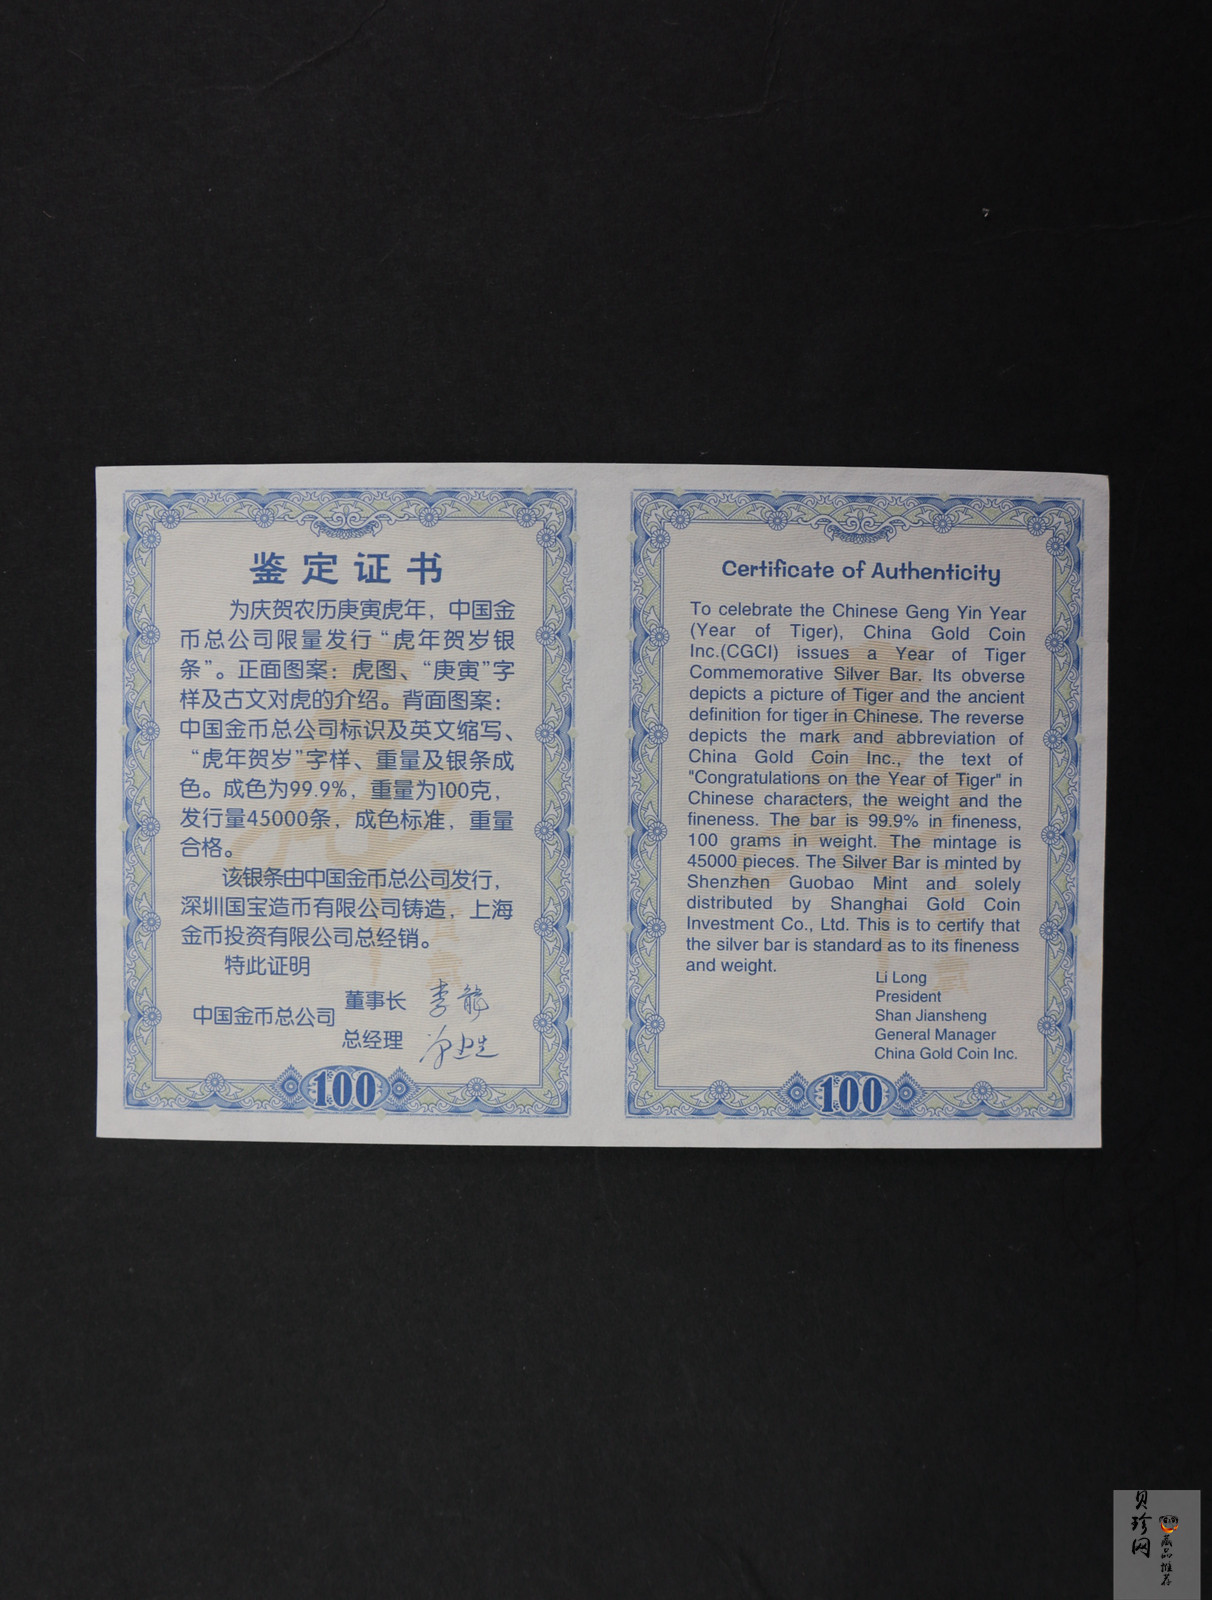 鉴定证书
为庆贺农历庚寅虎年，中国金
币总公司限量发行“虎年贺岁银
条”。正面图案：虎图、“庚寅”字
样及古文对虎的介绍。背面图案：
中国金币总公司标识及英文缩写、
“虎年贺岁”字样、重量及银条成
色。成色为99.9%，重量为100克，
发行量45000条，成色标准，重量
合格。
该银条由中国金币总公司发行，
深圳国宝造币有限公司铸造，上海
金币投资有限公司总经销。
特此证明
中国金币总公司
董事长 李龙
总经理
100
Certificate of Authenticity
To celebrate the Chinese Geng Yin Year
(Year of Tiger), China Gold Coin
Inc.(CGCI) issues a Year of Tiger
Commemorative Silver Bar. Its obverse
depicts a picture of Tiger and the ancient
definition for tiger in Chinese. The reverse
depicts the mark and abbreviation of
China Gold Coin Inc., the text of
"Congratulations on the Year of Tiger" in
Chinese characters, the weight and the
fineness. The bar is 99.9% in fineness,
100 grams in weight. The mintage is
45000 pieces. The Silver Bar is minted by
Shenzhen Guobao Mint and solely
distributed by Shanghai Gold Coin
Investment Co., Ltd. This is to certify that
the silver bar is standard as to its fineness
and weight.
Li Long
President
Shan Jiansheng
General Manager
China Gold Coin Inc.
100
贝珍网
藏品推荐